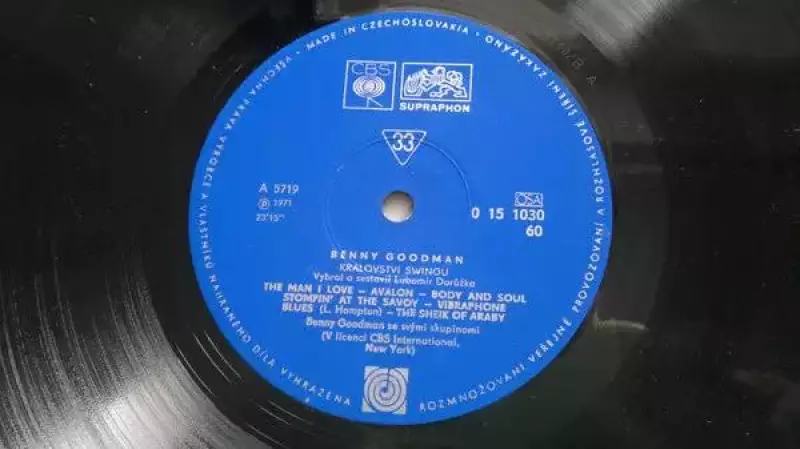 VŠECHNA PRÁVA VÝROBCE A VLASTNÍKŮ NAHRANÉHO DÍLA VYHRAZENA
MADE IN CZECHOSLOVAKIA
ROZMNOŽOVÁNÍ VEŘEJNÉ PROVOZOVÁNÍ A ROZHLASOVÉ ŠÍŘENÍ ZAKÁZÁNO
CBS
SUPRAPHON
33
A 5719
℗ 1971
23'15"
OSA
0 15 1030
60
BENNY GOODMAN
KRÁLOVSTVÍ SWINGU
Vybral a sestavil Lubomír Dorůžka
THE MAN I LOVE – AVALON – BODY AND SOUL
STOMPIN' AT THE SAVOY – VIBRAPHONE
BLUES (L. Hampton) – THE SHEIK OF ARABY
Benny Goodman se svými skupinami
(V licenci CBS International,
New York)